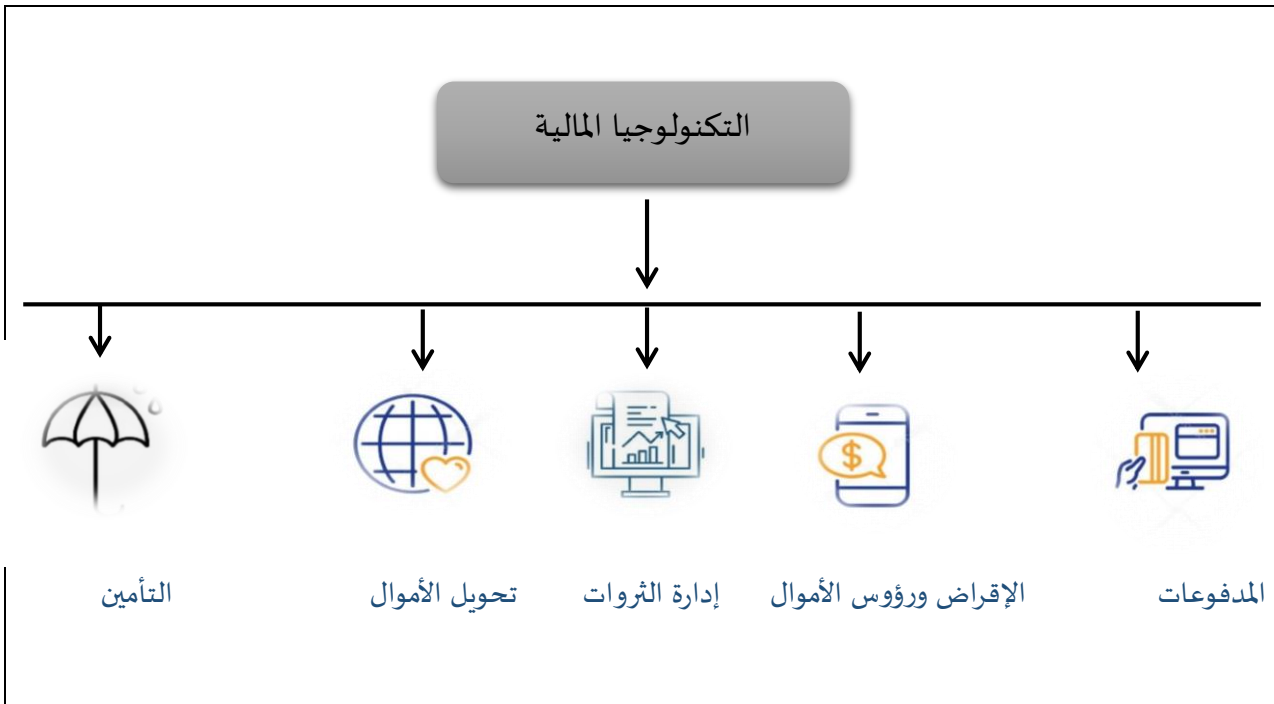 التكنولوجيا المالية
المدفوعات
الإقراض ورؤوس الأموال
إدارة الثروات
تحويل الأموال
التأمين